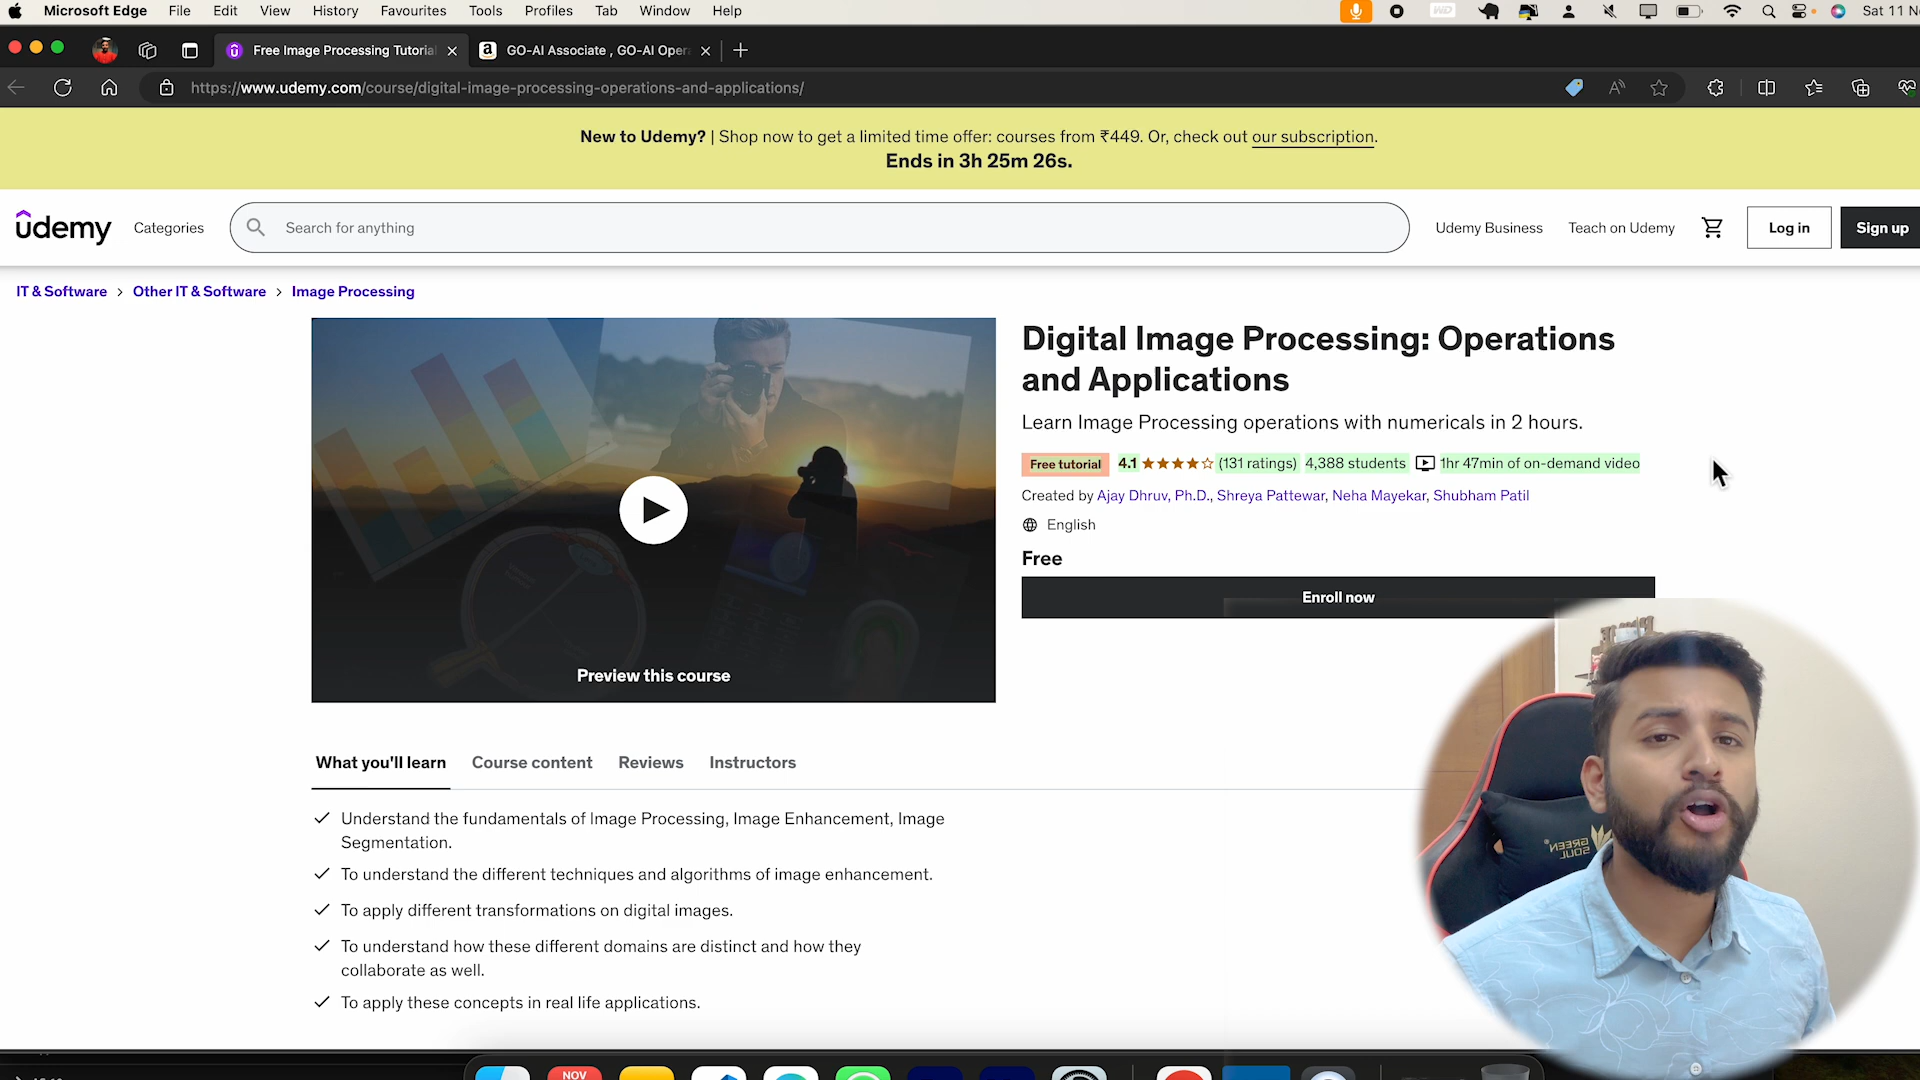 Microsoft Edge File Edit View History Favourites Tools Profiles Tab Window Help Sat 11
Free Image Processing Tutoria GO-AI Associate , GO-AI Oper
https://www.udemy.com/course/digital-image-processing-operations-and-applications/
New to Udemy? | Shop now to get a limited time offer: courses from ₹449. Or, check out our subscription.
Ends in 3h 25m 26s.
ûdemy Categories Search for anything Udemy Business Teach on Udemy Log in Sign up
IT & Software > Other IT & Software > Image Processing
Digital Image Processing: Operations
and Applications
Learn Image Processing operations with numericals in 2 hours.
Free tutorial 4.1 (131 ratings) 4,388 students 1hr 47min of on-demand video
Created by Ajay Dhruv, Ph.D., Shreya Pattewar, Neha Mayekar, Shubham Patil
English
Free
Enroll now
Preview this course
What you'll learn Course content Reviews Instructors
Understand the fundamentals of Image Processing, Image Enhancement, Image
Segmentation.
To understand the different techniques and algorithms of image enhancement.
To apply different transformations on digital images.
To understand how these different domains are distinct and how they
collaborate as well.
To apply these concepts in real life applications.
GREEN
SOUL
NOV